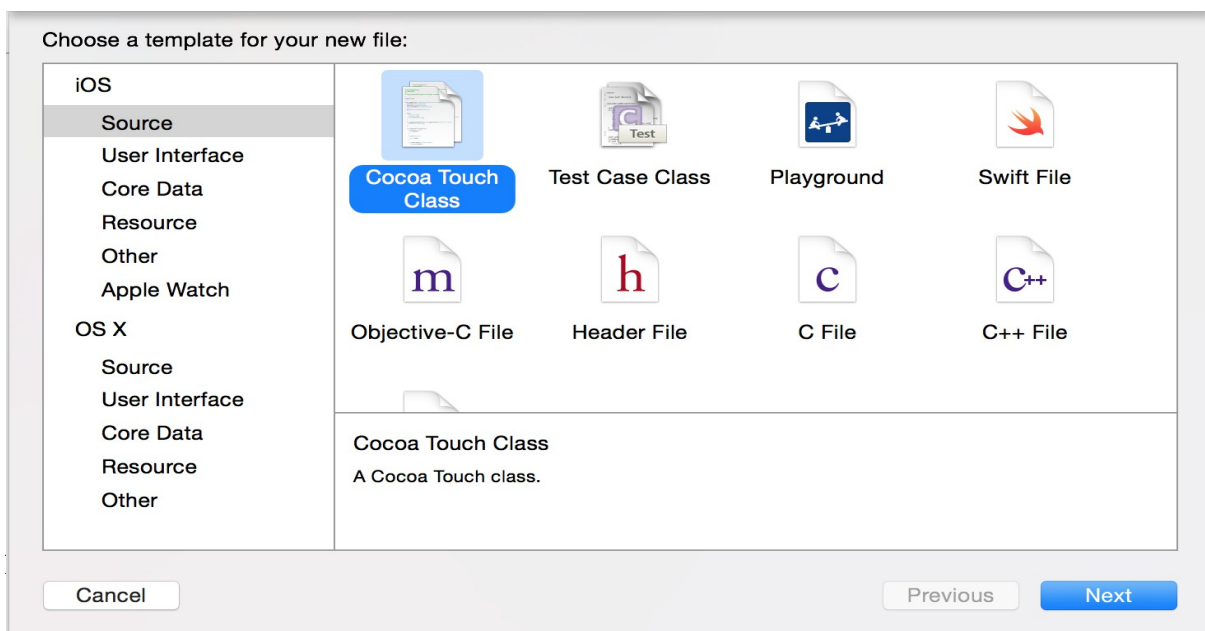 Choose a template for your new file:
iOS
Source
User Interface
Core Data
Resource
Other
Apple Watch
OS X
Source
User Interface
Core Data
Resource
Other
Cocoa Touch
Class
Test
Test Case Class
Playground
Swift File
m
Objective-C File
h
Header File
c
C File
C++
C++ File
Cocoa Touch Class
A Cocoa Touch class.
Cancel
Previous
Next